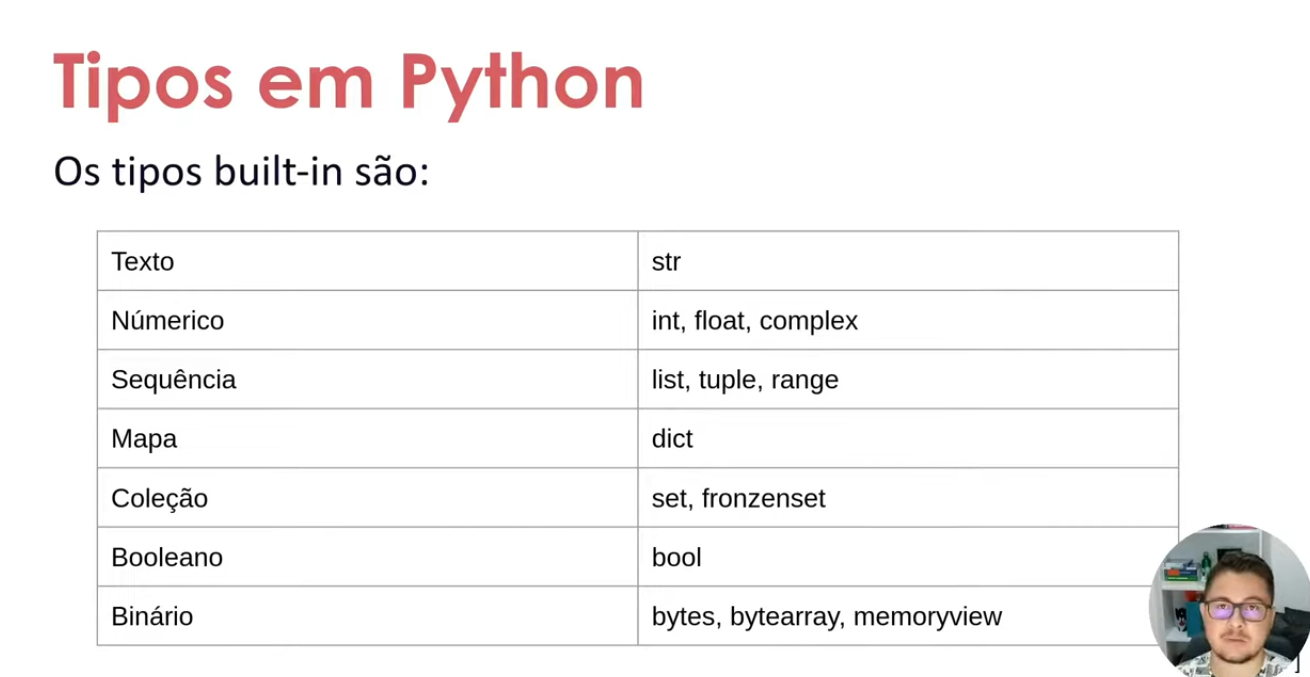 Tipos em Python
Os tipos built-in são:
Texto str
Númerico int, float, complex
Sequência list, tuple, range
Mapa dict
Coleção set, fronzenset
Booleano bool
Binário bytes, bytearray, memoryview
]